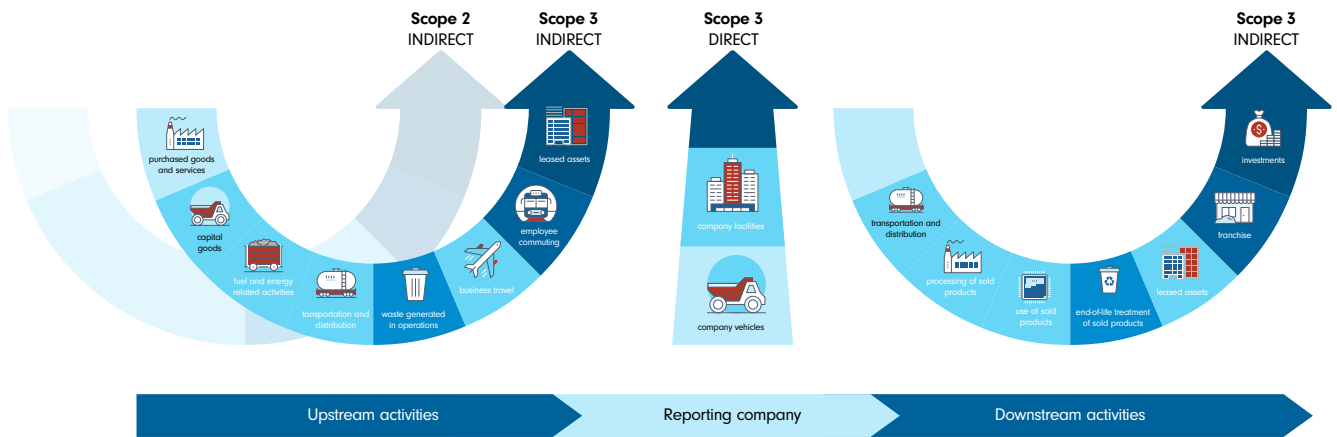 Scope 2
INDIRECT
Scope 3
INDIRECT
Scope 3
DIRECT
Scope 3
INDIRECT
purchased goods
and services
capital
goods
fuel and energy
related activities
tansportation and
distribution
waste generated
in operations
business travel
employee
commuting
leased assets
company facilities
company vehicles
transportation and
distribution
processing of sold
products
use of sold
products
end-of-life treatment
of sold products
leased assets
franchise
investments
Upstream activities
Reporting company
Downstream activities